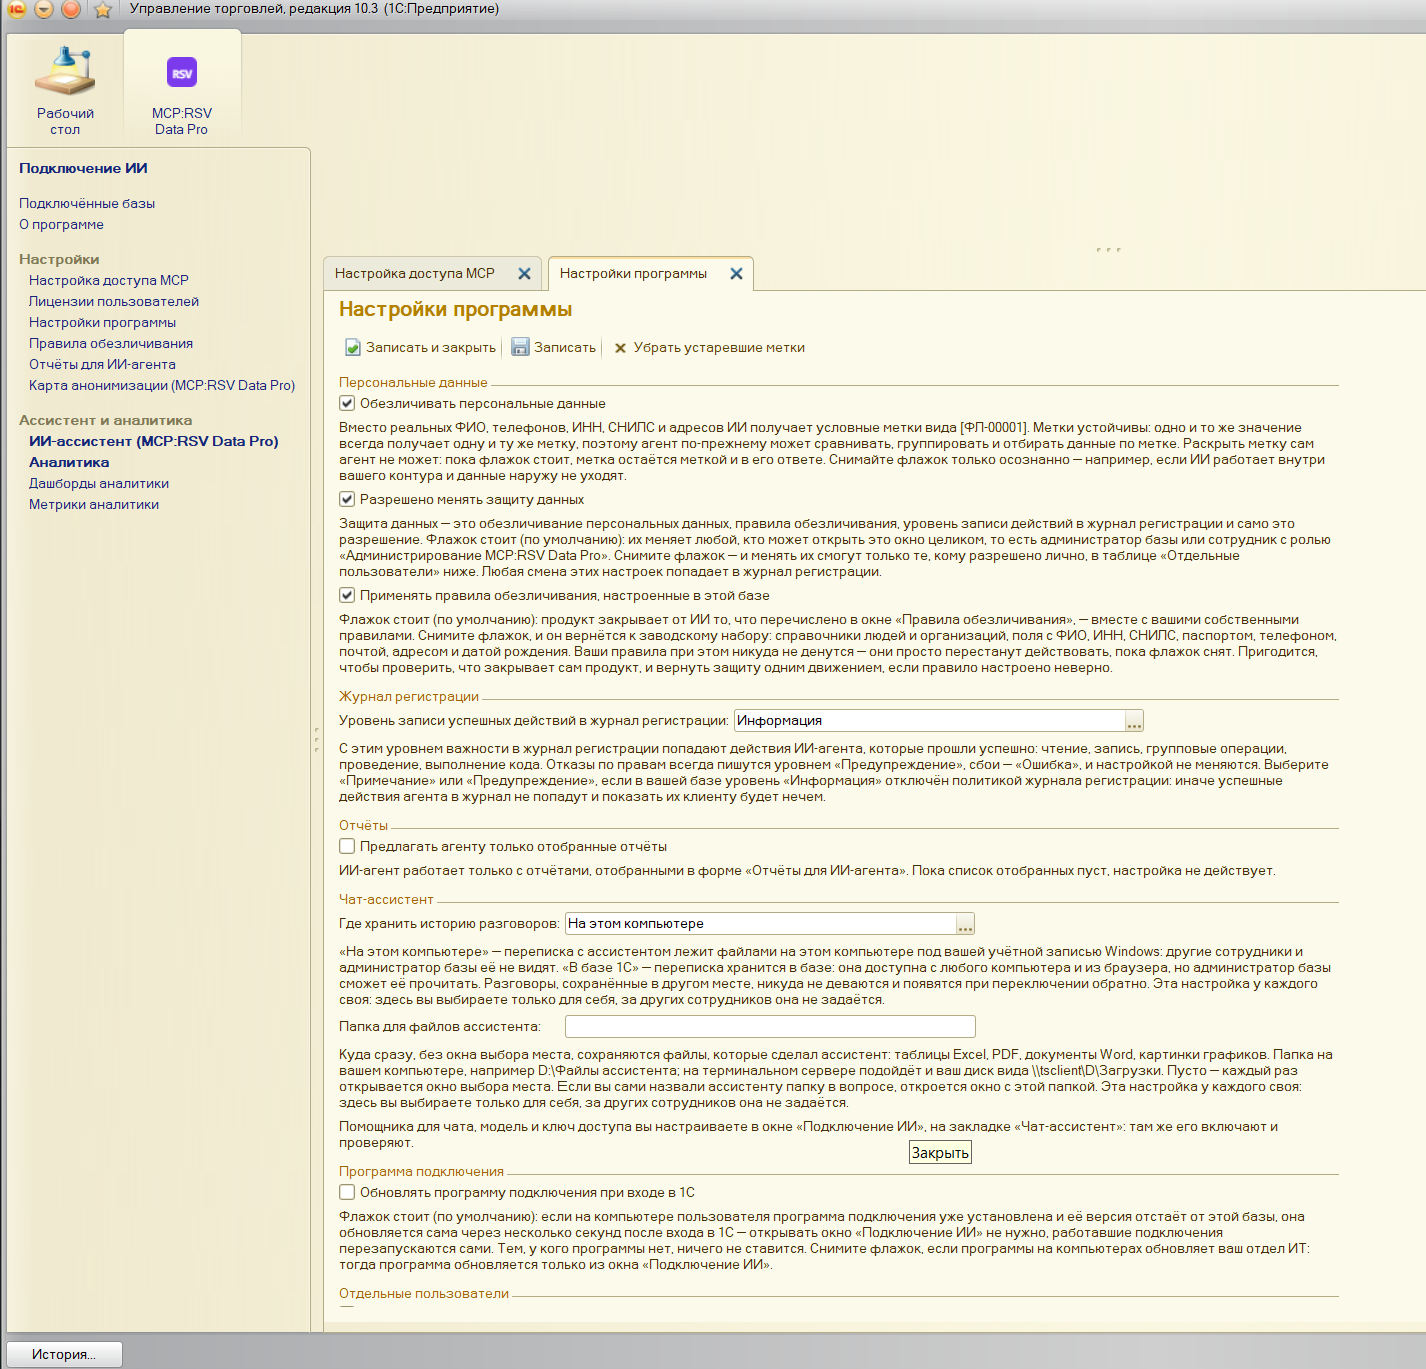 Управление торговлей, редакция 10.3 (1С:Предприятие)
RSV
Рабочий
стол
MCP:RSV
Data Pro
Подключение ИИ
Подключённые базы
О программе
Настройки
Настройка доступа MCP
Лицензии пользователей
Настройки программы
Правила обезличивания
Отчёты для ИИ-агента
Карта анонимизации (MCP:RSV Data Pro)
Ассистент и аналитика
ИИ-ассистент (MCP:RSV Data Pro)
Аналитика
Дашборды аналитики
Метрики аналитики
Настройка доступа MCP
Настройки программы
Настройки программы
Записать и закрыть
Записать
Убрать устаревшие метки
Персональные данные
Обезличивать персональные данные
Вместо реальных ФИО, телефонов, ИНН, СНИЛС и адресов ИИ получает условные метки вида [ФЛ-00001]. Метки устойчивы: одно и то же значение
всегда получает одну и ту же метку, поэтому агент по-прежнему может сравнивать, группировать и отбирать данные по метке. Раскрыть метку сам
агент не может: пока флажок стоит, метка остаётся меткой и в его ответе. Снимайте флажок только осознанно — например, если ИИ работает внутри
вашего контура и данные наружу не уходят.
Разрешено менять защиту данных
Защита данных — это обезличивание персональных данных, правила обезличивания, уровень записи действий в журнал регистрации и само это
разрешение. Флажок стоит (по умолчанию): их меняет любой, кто может открыть это окно целиком, то есть администратор базы или сотрудник с ролью
«Администрирование MCP:RSV Data Pro». Снимите флажок — и менять их смогут только те, кому разрешено лично, в таблице «Отдельные
пользователи» ниже. Любая смена этих настроек попадает в журнал регистрации.
Применять правила обезличивания, настроенные в этой базе
Флажок стоит (по умолчанию): продукт закрывает от ИИ то, что перечислено в окне «Правила обезличивания», — вместе с вашими собственными
правилами. Снимите флажок, и он вернётся к заводскому набору: справочники людей и организаций, поля с ФИО, ИНН, СНИЛС, паспортом, телефоном,
почтой, адресом и датой рождения. Ваши правила при этом никуда не денутся — они просто перестанут действовать, пока флажок снят. Пригодится,
чтобы проверить, что закрывает сам продукт, и вернуть защиту одним движением, если правило настроено неверно.
Журнал регистрации
Уровень записи успешных действий в журнал регистрации: Информация
С этим уровнем важности в журнал регистрации попадают действия ИИ-агента, которые прошли успешно: чтение, запись, групповые операции,
проведение, выполнение кода. Отказы по правам всегда пишутся уровнем «Предупреждение», сбои — «Ошибка», и настройкой не меняются. Выберите
«Примечание» или «Предупреждение», если в вашей базе уровень «Информация» отключён политикой журнала регистрации: иначе успешные
действия агента в журнал не попадут и показать их клиенту будет нечем.
Отчёты
Предлагать агенту только отобранные отчёты
ИИ-агент работает только с отчётами, отобранными в форме «Отчёты для ИИ-агента». Пока список отобранных пуст, настройка не действует.
Чат-ассистент
Где хранить историю разговоров: На этом компьютере
«На этом компьютере» — переписка с ассистентом лежит файлами на этом компьютере под вашей учётной записью Windows: другие сотрудники и
администратор базы её не видят. «В базе 1С» — переписка хранится в базе: она доступна с любого компьютера и из браузера, но администратор базы
сможет её прочитать. Разговоры, сохранённые в другом месте, никуда не деваются и появятся при переключении обратно. Эта настройка у каждого
своя: здесь вы выбираете только для себя, за других сотрудников она не задаётся.
Папка для файлов ассистента:
Куда сразу, без окна выбора места, сохраняются файлы, которые сделал ассистент: таблицы Excel, PDF, документы Word, картинки графиков. Папка на
вашем компьютере, например D:\Файлы ассистента; на терминальном сервере подойдёт и ваш диск вида \\tsclient\D\Загрузки. Пусто — каждый раз
открывается окно выбора места. Если вы сами назвали ассистенту папку в вопросе, откроется окно с этой папкой. Эта настройка у каждого своя:
здесь вы выбираете только для себя, за других сотрудников она не задаётся.
Помощника для чата, модель и ключ доступа вы настраиваете в окне «Подключение ИИ», на закладке «Чат-ассистент»: там же его включают и
проверяют.
Закрыть
Программа подключения
Обновлять программу подключения при входе в 1С
Флажок стоит (по умолчанию): если на компьютере пользователя программа подключения уже установлена и её версия отстаёт от этой базы, она
обновляется сама через несколько секунд после входа в 1С — открывать окно «Подключение ИИ» не нужно, работавшие подключения
перезапускаются сами. Тем, у кого программы нет, ничего не ставится. Снимите флажок, если программы на компьютерах обновляет ваш отдел ИТ:
тогда программа обновляется только из окна «Подключение ИИ».
Отдельные пользователи
История...